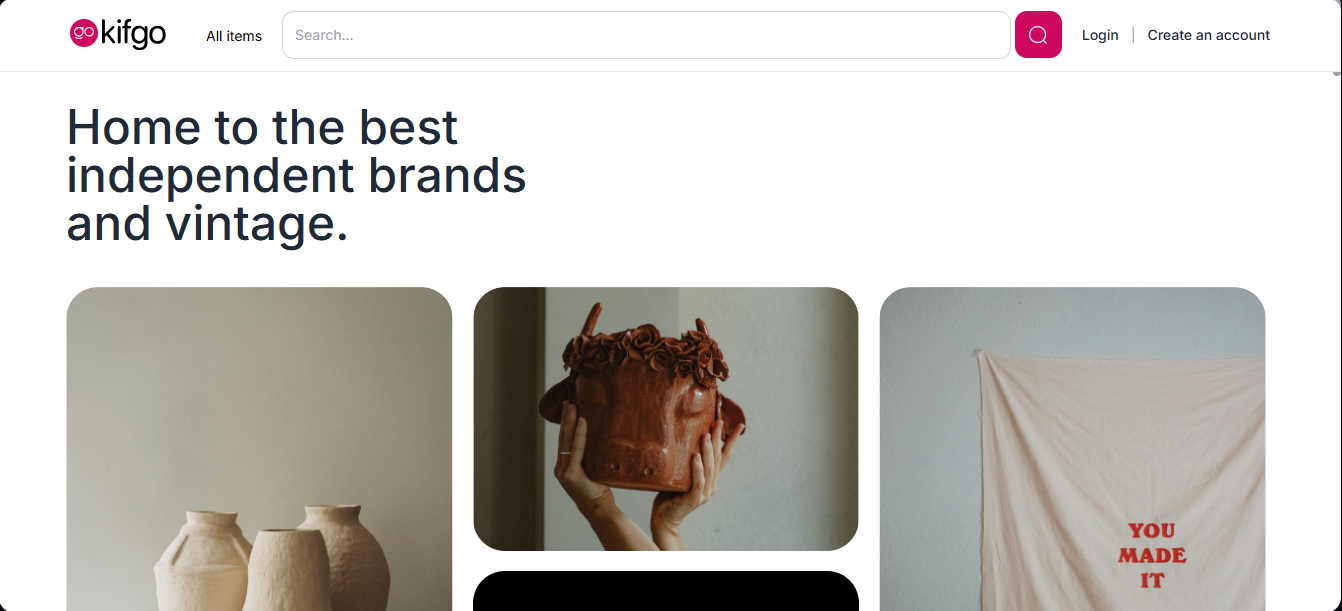 go kifgo
All items
Search...
Login | Create an account
Home to the best
independent brands
and vintage.
YOU
MADE
IT